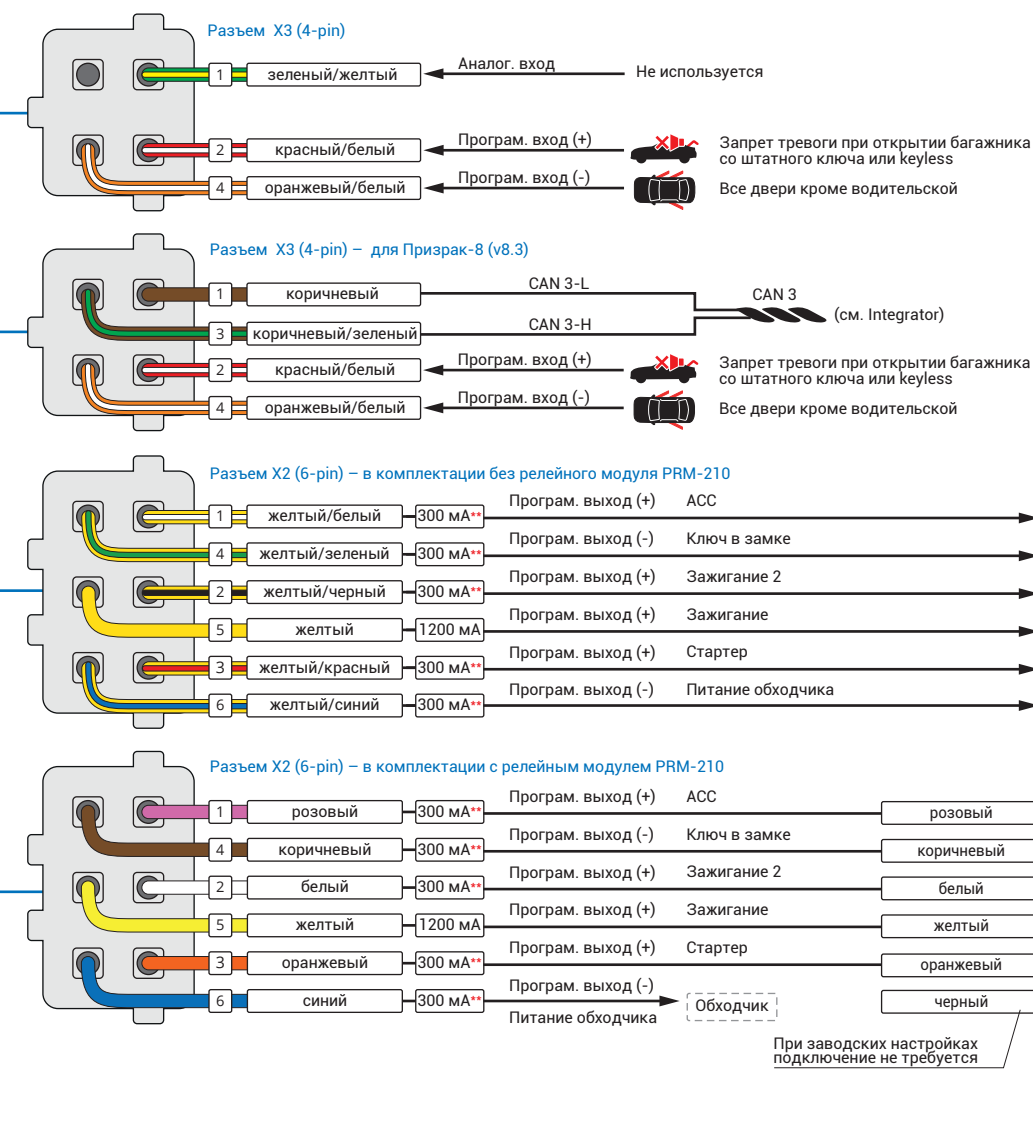 Разъем X3 (4-pin)
1 зеленый/желтый Аналог. вход Не используется
2 красный/белый Програм. вход (+) Запрет тревоги при открытии багажника
со штатного ключа или keyless
4 оранжевый/белый Програм. вход (-) Все двери кроме водительской
Разъем X3 (4-pin) – для Призрак-8 (v8.3)
1 коричневый CAN 3-L
CAN 3
(см. Integrator)
3 коричневый/зеленый CAN 3-H
2 красный/белый Програм. вход (+) Запрет тревоги при открытии багажника
со штатного ключа или keyless
4 оранжевый/белый Програм. вход (-) Все двери кроме водительской
Разъем X2 (6-pin) – в комплектации без релейного модуля PRM-210
1 желтый/белый 300 мА** Програм. выход (+) ACC
4 желтый/зеленый 300 мА** Програм. выход (-) Ключ в замке
2 желтый/черный 300 мА** Програм. выход (+) Зажигание 2
5 желтый 1200 мА Програм. выход (+) Зажигание
3 желтый/красный 300 мА** Програм. выход (+) Стартер
6 желтый/синий 300 мА** Програм. выход (-) Питание обходчика
Разъем X2 (6-pin) – в комплектации с релейным модулем PRM-210
1 розовый 300 мА** Програм. выход (+) ACC розовый
4 коричневый 300 мА** Програм. выход (-) Ключ в замке коричневый
2 белый 300 мА** Програм. выход (+) Зажигание 2 белый
5 желтый 1200 мА Програм. выход (+) Зажигание желтый
3 оранжевый 300 мА** Програм. выход (+) Стартер оранжевый
6 синий 300 мА** Програм. выход (-) Обходчик черный
Питание обходчика
При заводских настройках
подключение не требуется